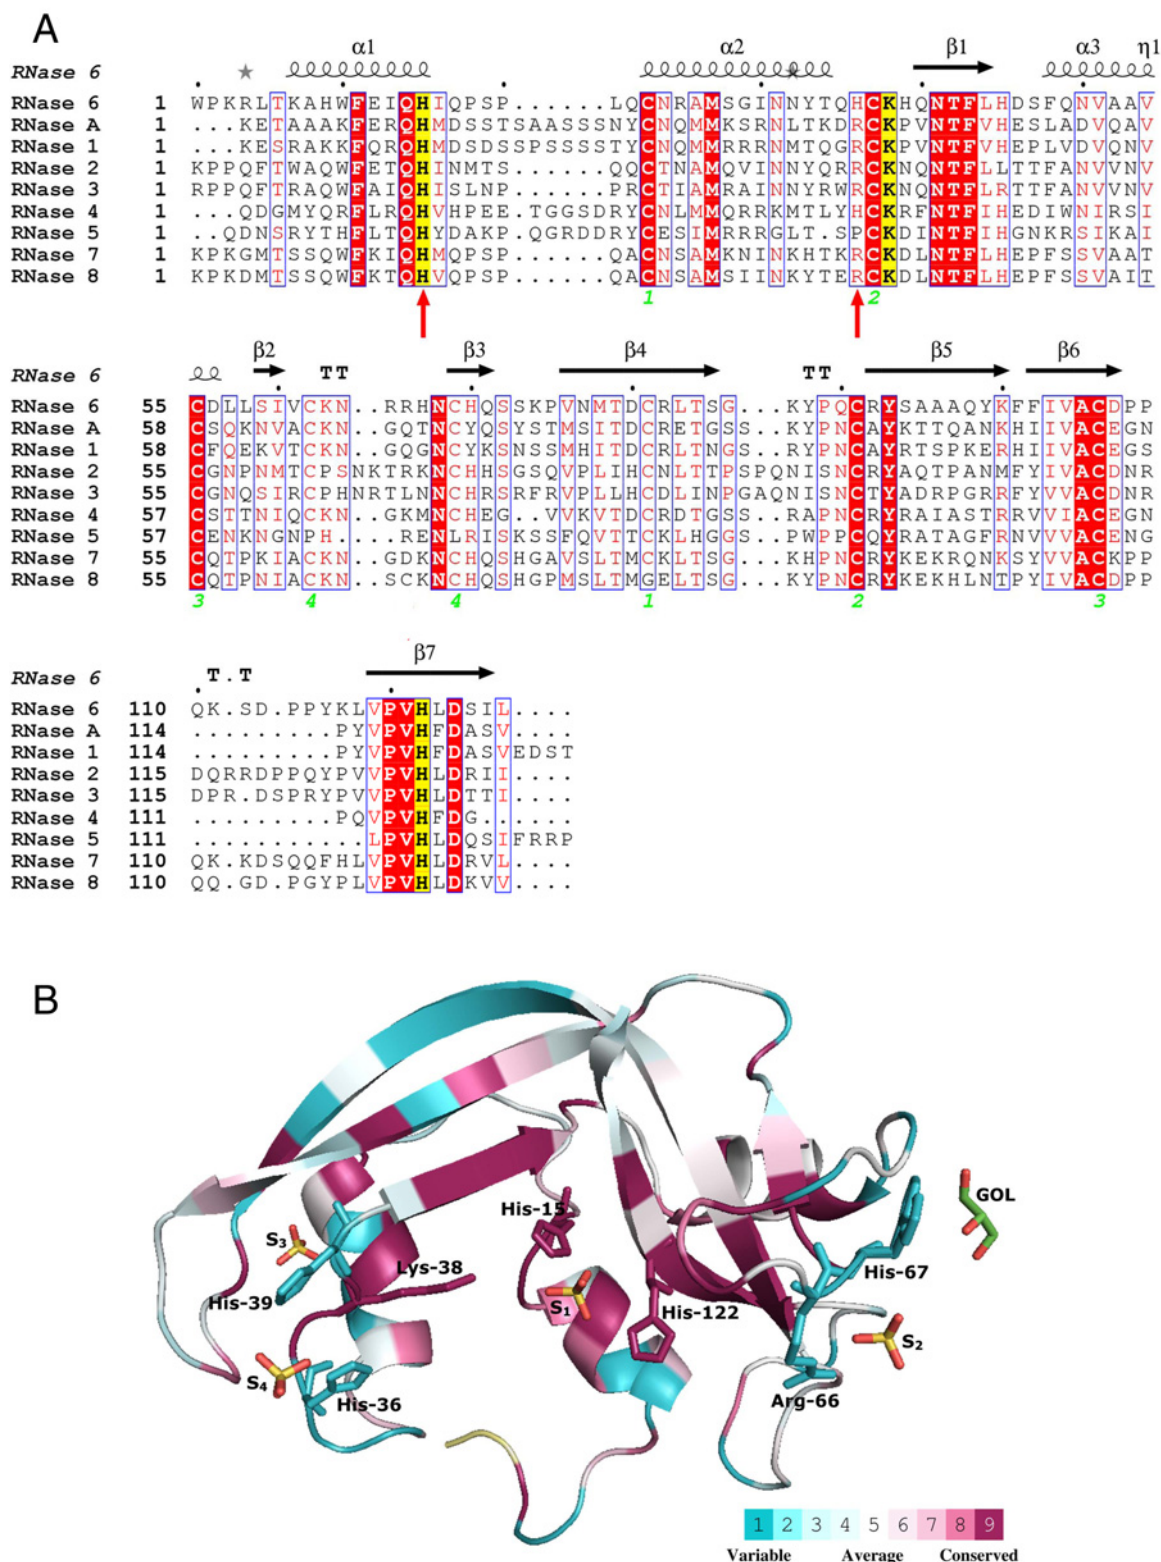 A
α1 α2 β1 α3 η1
RNase 6
RNase 6 1 WPKRLTKAHWFEIQHIQPSP......LQCNRAMSGINNYTQHCKHQNTFLHDSFQNVAAV
RNase A 1 ...KETAAAKFERQHMDSSTSAASSSNYCNQMMKSRNLTKDRCKPVNTFVHESLADVQAV
RNase 1 1 ...KESRAKKFQRQHMDSDSSPSSSSTYCNQMMRRRNMTQGRCKPVNTFVHEPLVDVQNV
RNase 2 1 KPPQFTWAQWFETQHINMTS......QQCTNAMQVINNYQRRCKNQNTFLLTTFANVVNV
RNase 3 1 RPPQFTRAQWFAIQHISLNP......PRCTIAMRAINNYRWRCKNQNTFLRTTFANVVNV
RNase 4 1 ...QDGMYQRFLRQHVHPEE.TGGSDRYCNLMMQRRKMTLYHCKRFNTFIHEDIWNIRSI
RNase 5 1 ..QDNSRYTHFLTQHYDAKP.QGRDDRYCESIMRRRGLT.SPCKDINTFIHGNKRSIKAI
RNase 7 1 KPKGMTSSQWFKIQHMQPSP......QACNSAMKNINKHTKRCKDLNTFLHEPFSSVAAT
RNase 8 1 KPKDMTSSQWFKTQHVQPSP......QACNSAMSIINKYTERCKDLNTFLHEPFSSVAIT
1 2
β2 β3 β4 β5 β6
RNase 6 TT TT
RNase 6 55 CDLLSIVCKN..RRHNCHQSSKPVNMTDCRLTSG...KYPQCRYSAAAQYKFFIVACDPP
RNase A 58 CSQKNVACKN..GQTNCYQSYSTMSITDCRETGSS..KYPNCAYKTTQANKHIIVACEGN
RNase 1 58 CFQEKVTCKN..GQGNCYKSNSSMHITDCRLTNGS..RYPNCAYRTSPKERHIIVACEGS
RNase 2 55 CGNPNMTCPSNKTRKNCHHSGSQVPLIHCNLTTPSPQNISNCRYAQTPANMFYIVACDNR
RNase 3 55 CGNQSIRCPHNRTLNNCHRSRFRVPLLHCDLINPGAQNISNCTYADRPGRRFYVVACDNR
RNase 4 57 CSTTNIQCKN..GKMNCHEG..VVKVTDCRDTGSS..RAPNCRYRAIASTRRVVIACEGN
RNase 5 57 CENKNGNPH...RENLRISKSSFQVTTCKLHGGS..PWPPCQYRATAGFRNVVVACENG
RNase 7 55 CQTPKIACKN..GDKNCHQSHGAVSLTMCKLTSG...KHPNCRYKEKRQNKSYVVACKPP
RNase 8 55 CQTPNIACKN..SCKNCHQSHGPMSLTMGELTSG...KYPNCRYKEKHLNTPYIVACDPP
3 4 4 1 2 3
β7
RNase 6 T.T
RNase 6 110 QK.SD.PPYKLVPVHLDSIL....
RNase A 114 .........PYVPVHFDASV....
RNase 1 114 .........PYVPVHFDASVEDST
RNase 2 115 DQRRDPPQYPVVPVHLDRII....
RNase 3 115 DPR.DSPRYPVVPVHLDTTI....
RNase 4 111 .........PQVPVHFDG......
RNase 5 111 ...........LPVHLDQSIFRRP
RNase 7 110 QK.KDSQQFHLVPVHLDRVL....
RNase 8 110 QQ.GD.PGYPLVPVHLDKVV....
B
GOL
His-15
S3
Lys-38
His-67
His-39
S1
His-122
S2
S4
His-36
Arg-66
1 2 3 4 5 6 7 8 9
Variable Average Conserved